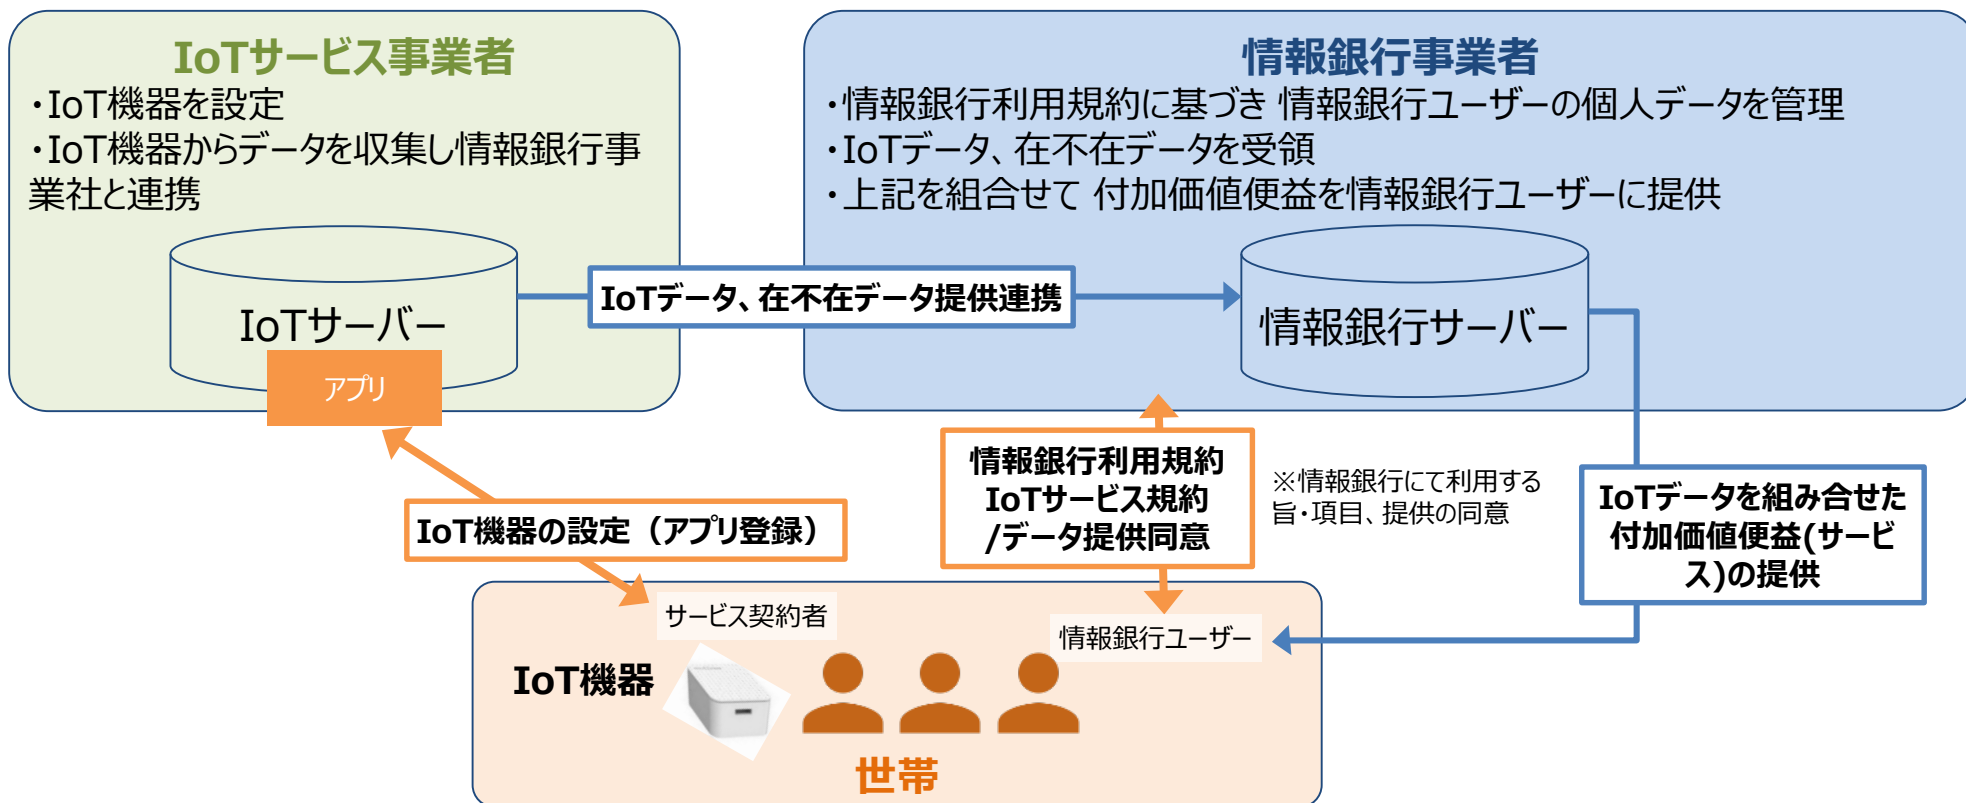 IoTサービス事業者
・IoT機器を設定
・IoT機器からデータを収集し情報銀行事
業社と連携
IoTサーバー
アプリ
情報銀行事業者
・情報銀行利用規約に基づき 情報銀行ユーザーの個人データを管理
・IoTデータ、在不在データを受領
・上記を組合せて 付加価値便益を情報銀行ユーザーに提供
IoTデータ、在不在データ提供連携
情報銀行サーバー
情報銀行利用規約
IoTサービス規約
/データ提供同意
※情報銀行にて利用する
旨・項目、提供の同意
IoTデータを組み合せた
付加価値便益(サービ
ス)の提供
IoT機器の設定（アプリ登録）
サービス契約者
情報銀行ユーザー
IoT機器
世帯